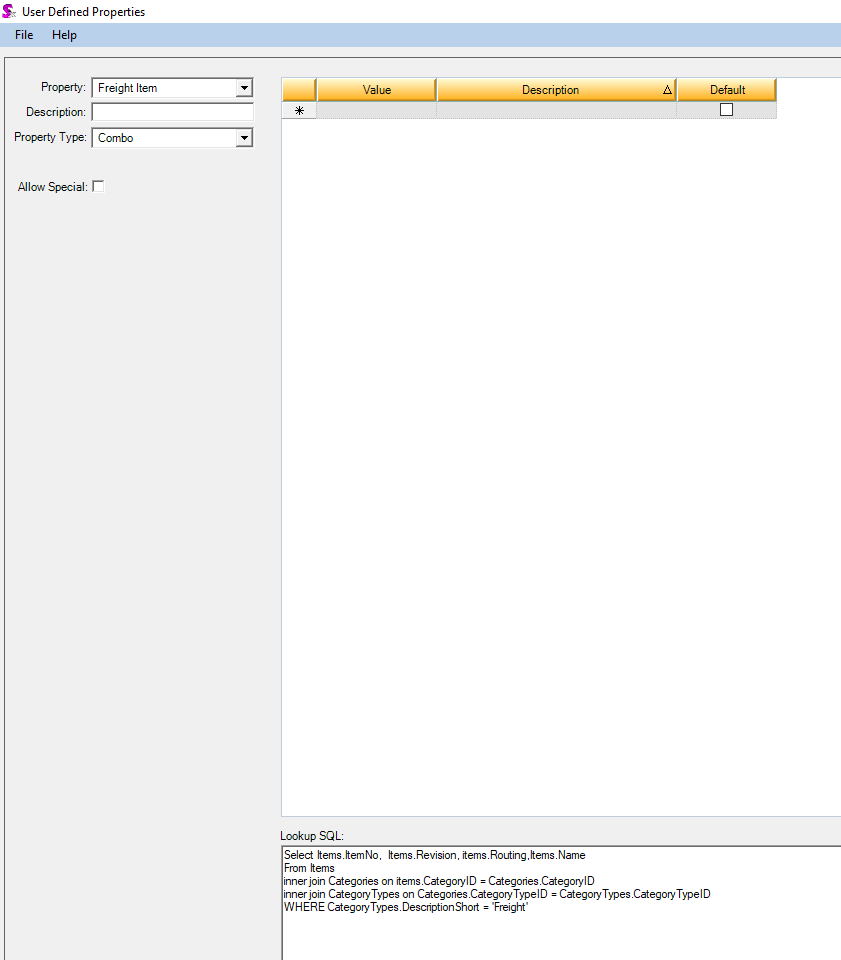 User Defined Properties
File Help
Property: Freight Item
Description:
Property Type: Combo
Allow Special:
Value Description Default
Lookup SQL:
Select Items.ItemNo,  Items.Revision, items.Routing,Items.Name
From Items
inner join Categories on items.CategoryID = Categories.CategoryID
inner join CategoryTypes on Categories.CategoryTypeID = CategoryTypes.CategoryTypeID
WHERE CategoryTypes.DescriptionShort = 'Freight'